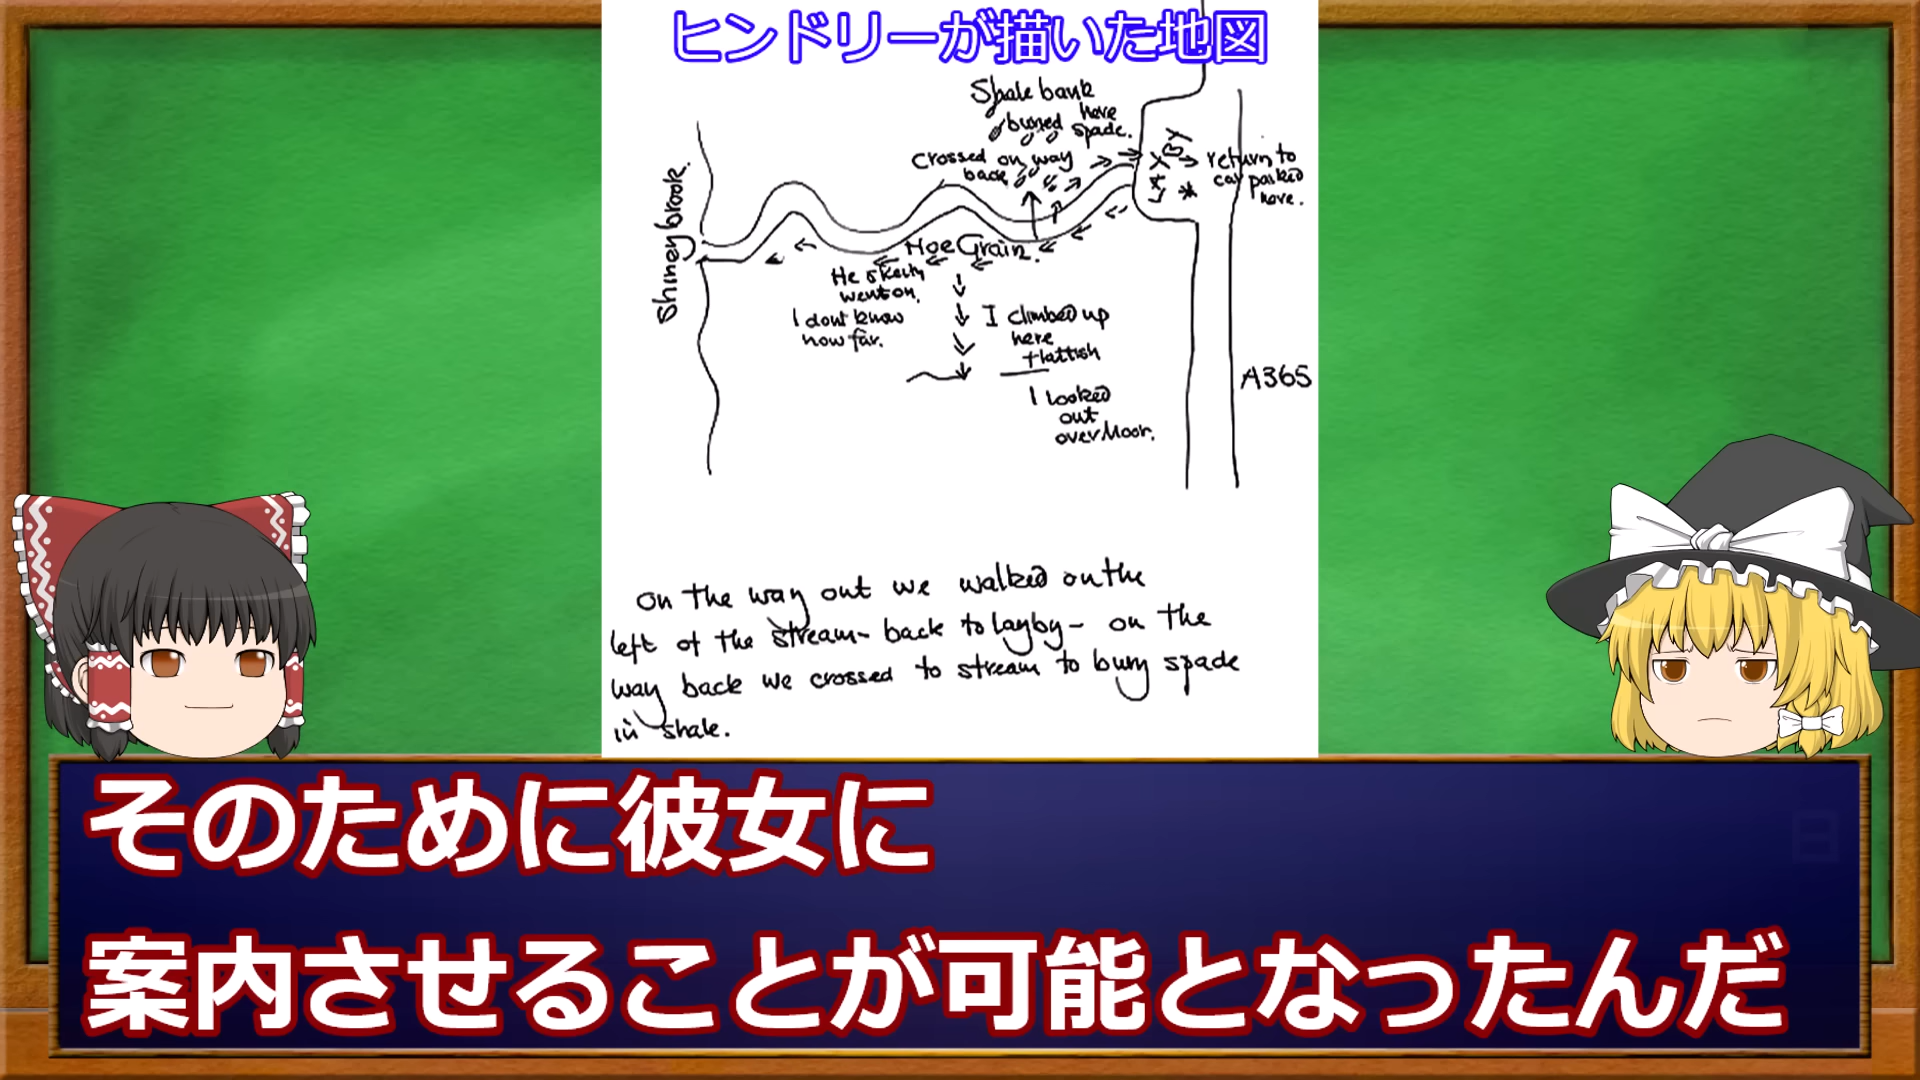 ヒンドリーが描いた地図
Shale bank
buried here
spade.
Crossed on way
back
LAY BY
return to
car parked
here.
Shiney brook.
Hoe Grain.
He went on.
I dont know
how far.
I climbed up
here
flattish
I looked
out
over Moor.
A365
on the way out we walked on the
left of the stream - back to layby - on the
way back we crossed to stream to bury spade
in shale.
そのために彼女に
案内させることが可能となったんだ